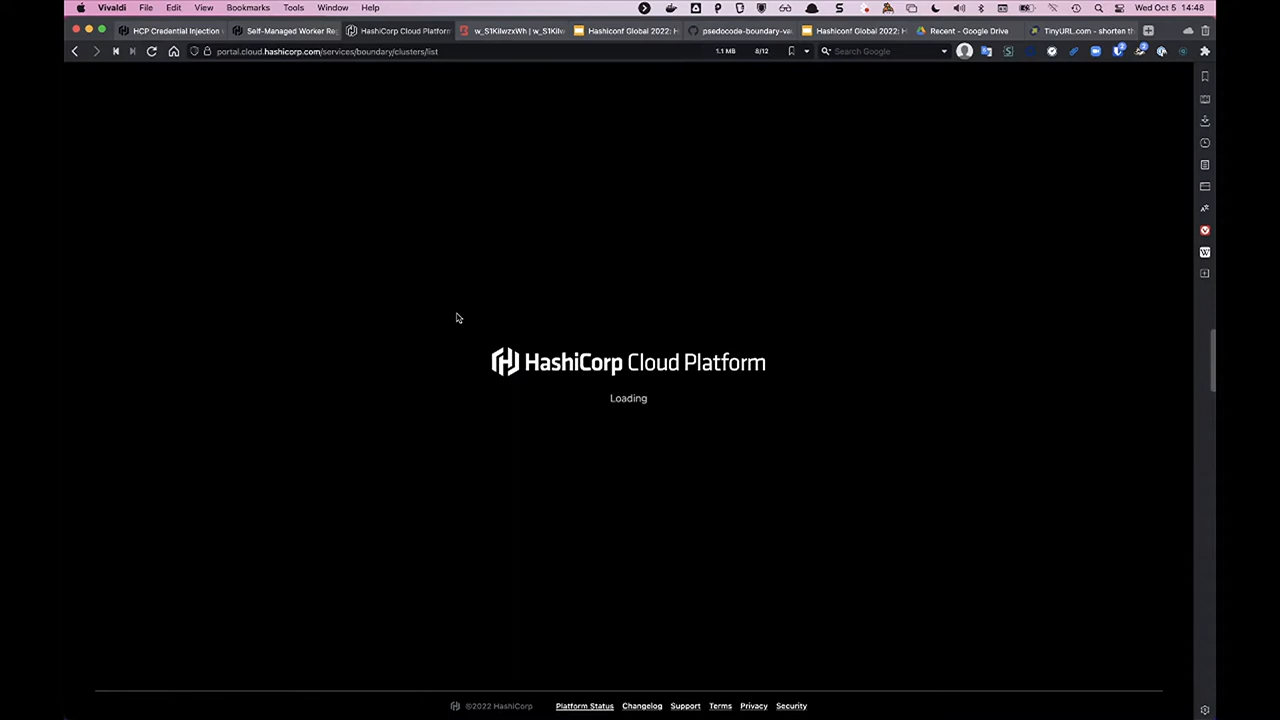 Vivaldi File Edit View Bookmarks Tools Window Help Wed Oct 5 14:48
HCP Credential Injection Self-Managed Worker Re HashiCorp Cloud Platform w_S1KilwzxWh | w_S1Kilw Hashiconf Global 2022: H psedocode-boundary-vau Hashiconf Global 2022: H Recent - Google Drive TinyURL.com - shorten th
portal.cloud.hashicorp.com/services/boundary/clusters/list 1.1 MB 8/12 Search Google
HashiCorp Cloud Platform
Loading
©2022 HashiCorp Platform Status Changelog Support Terms Privacy Security